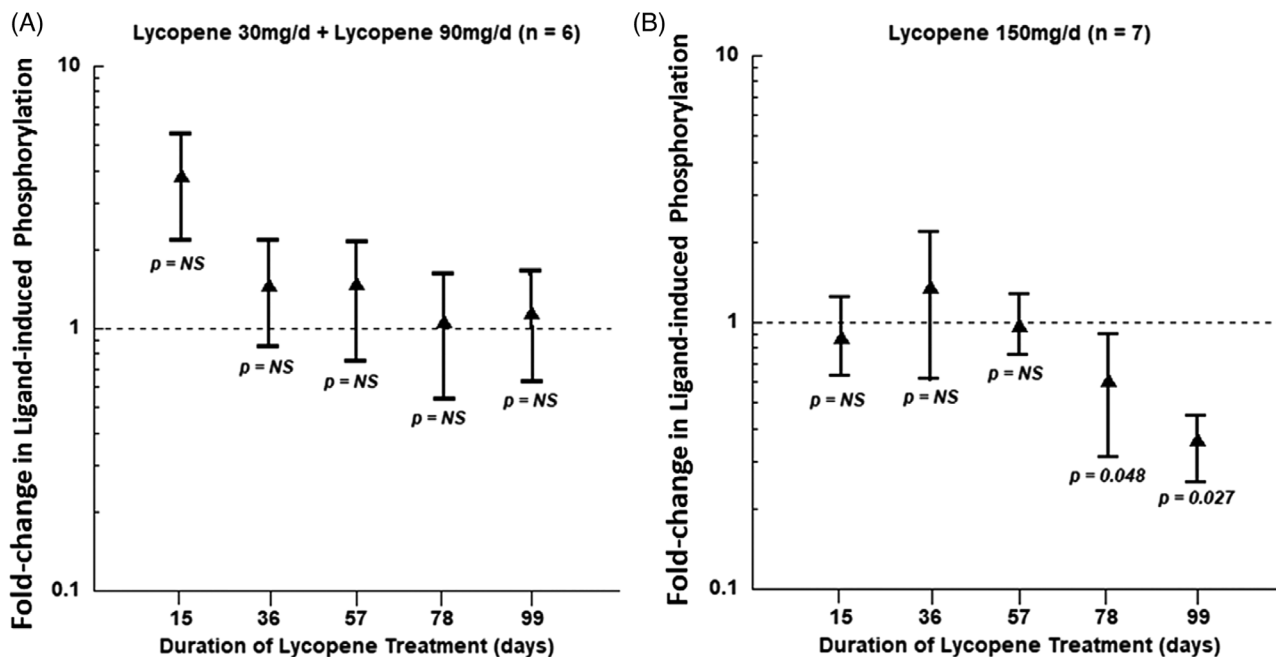 (A)
Lycopene 30mg/d + Lycopene 90mg/d (n = 6)
Fold-change in Ligand-induced Phosphorylation
10
1
0.1
p = NS
p = NS
p = NS
p = NS
p = NS
15 36 57 78 99
Duration of Lycopene Treatment (days)
(B)
Lycopene 150mg/d (n = 7)
Fold-change in Ligand-induced Phosphorylation
10
1
0.1
p = NS
p = NS
p = NS
p = 0.048
p = 0.027
15 36 57 78 99
Duration of Lycopene Treatment (days)